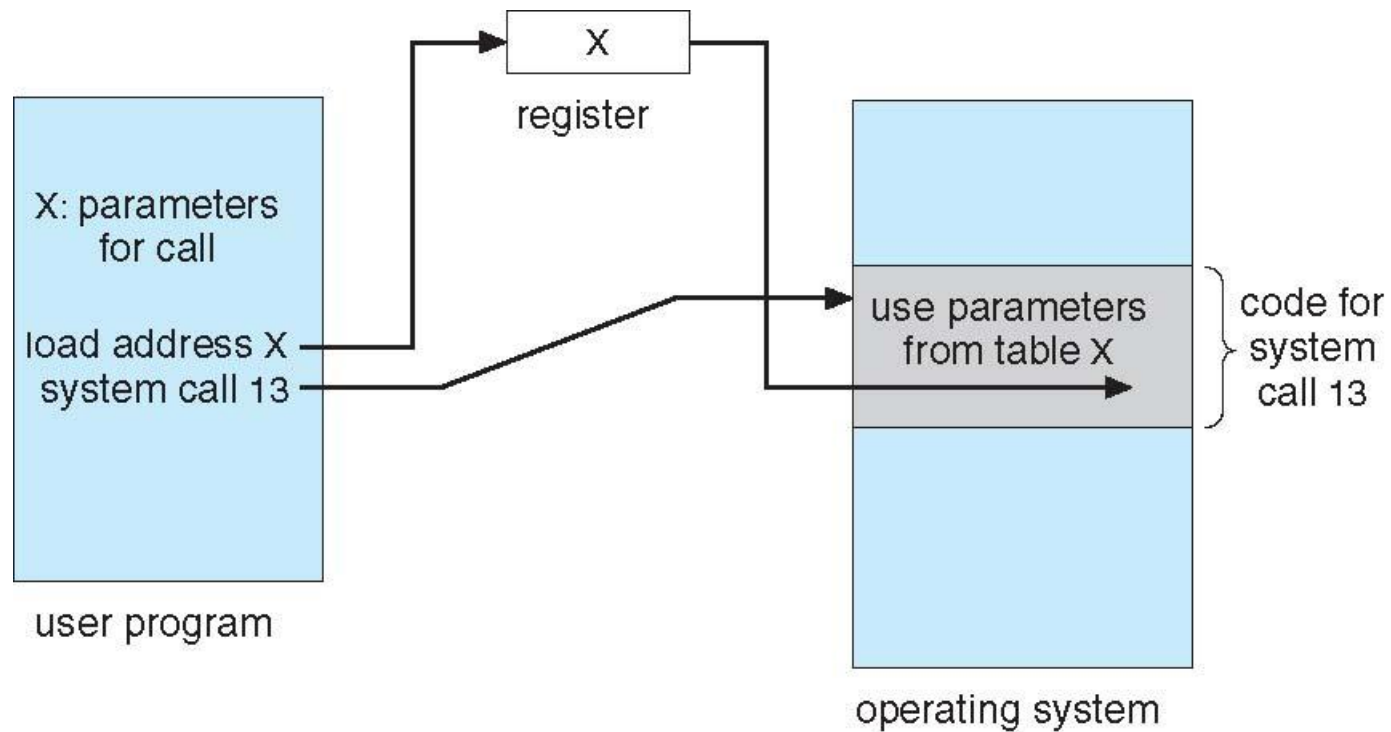 X
register
X: parameters
for call
load address X
system call 13
user program
use parameters
from table X
code for
system
call 13
operating system